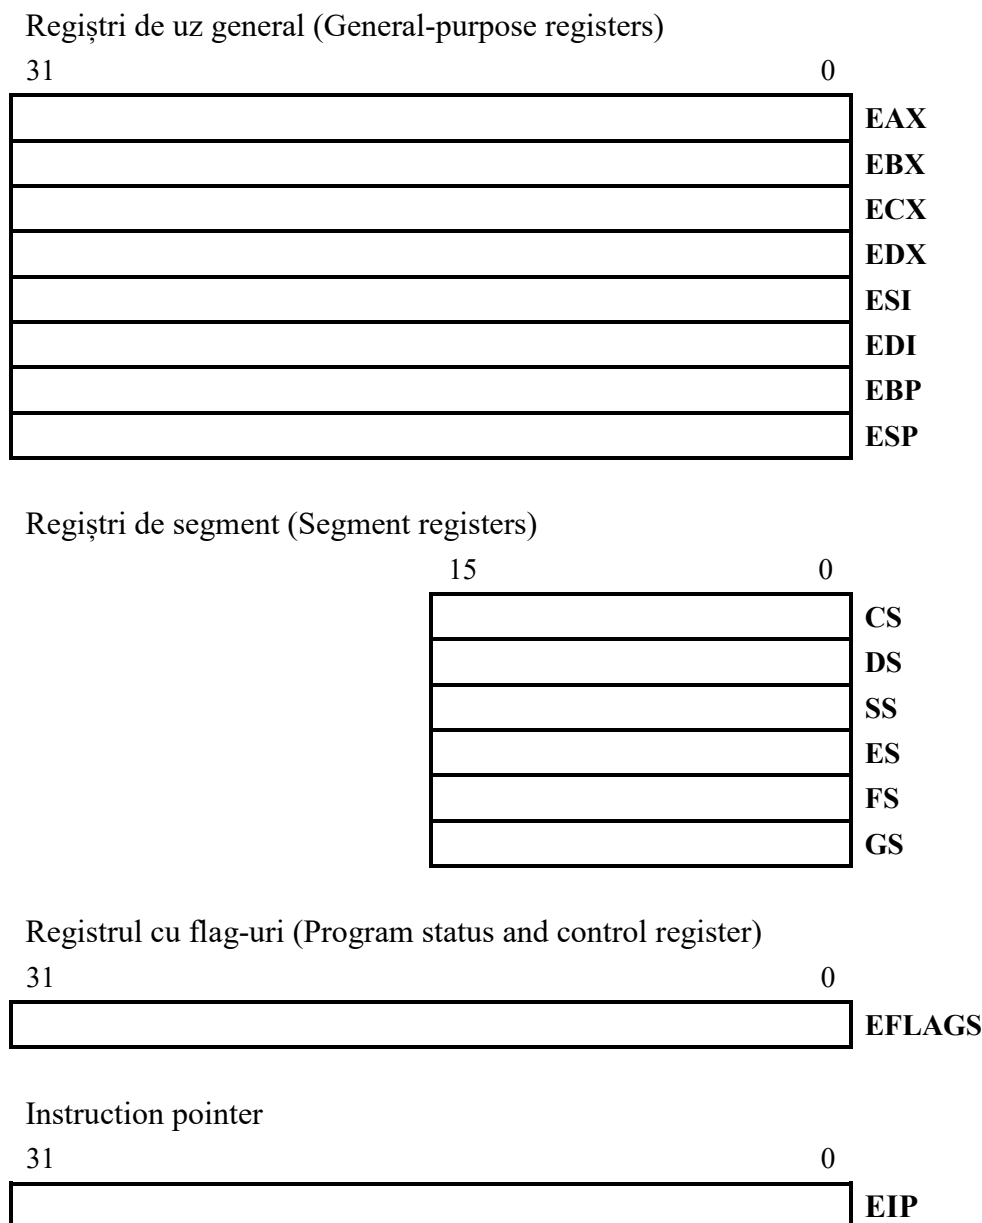 Regiștri de uz general (General-purpose registers)
31 0
EAX
EBX
ECX
EDX
ESI
EDI
EBP
ESP
Regiștri de segment (Segment registers)
15 0
CS
DS
SS
ES
FS
GS
Registrul cu flag-uri (Program status and control register)
31 0
EFLAGS
Instruction pointer
31 0
EIP